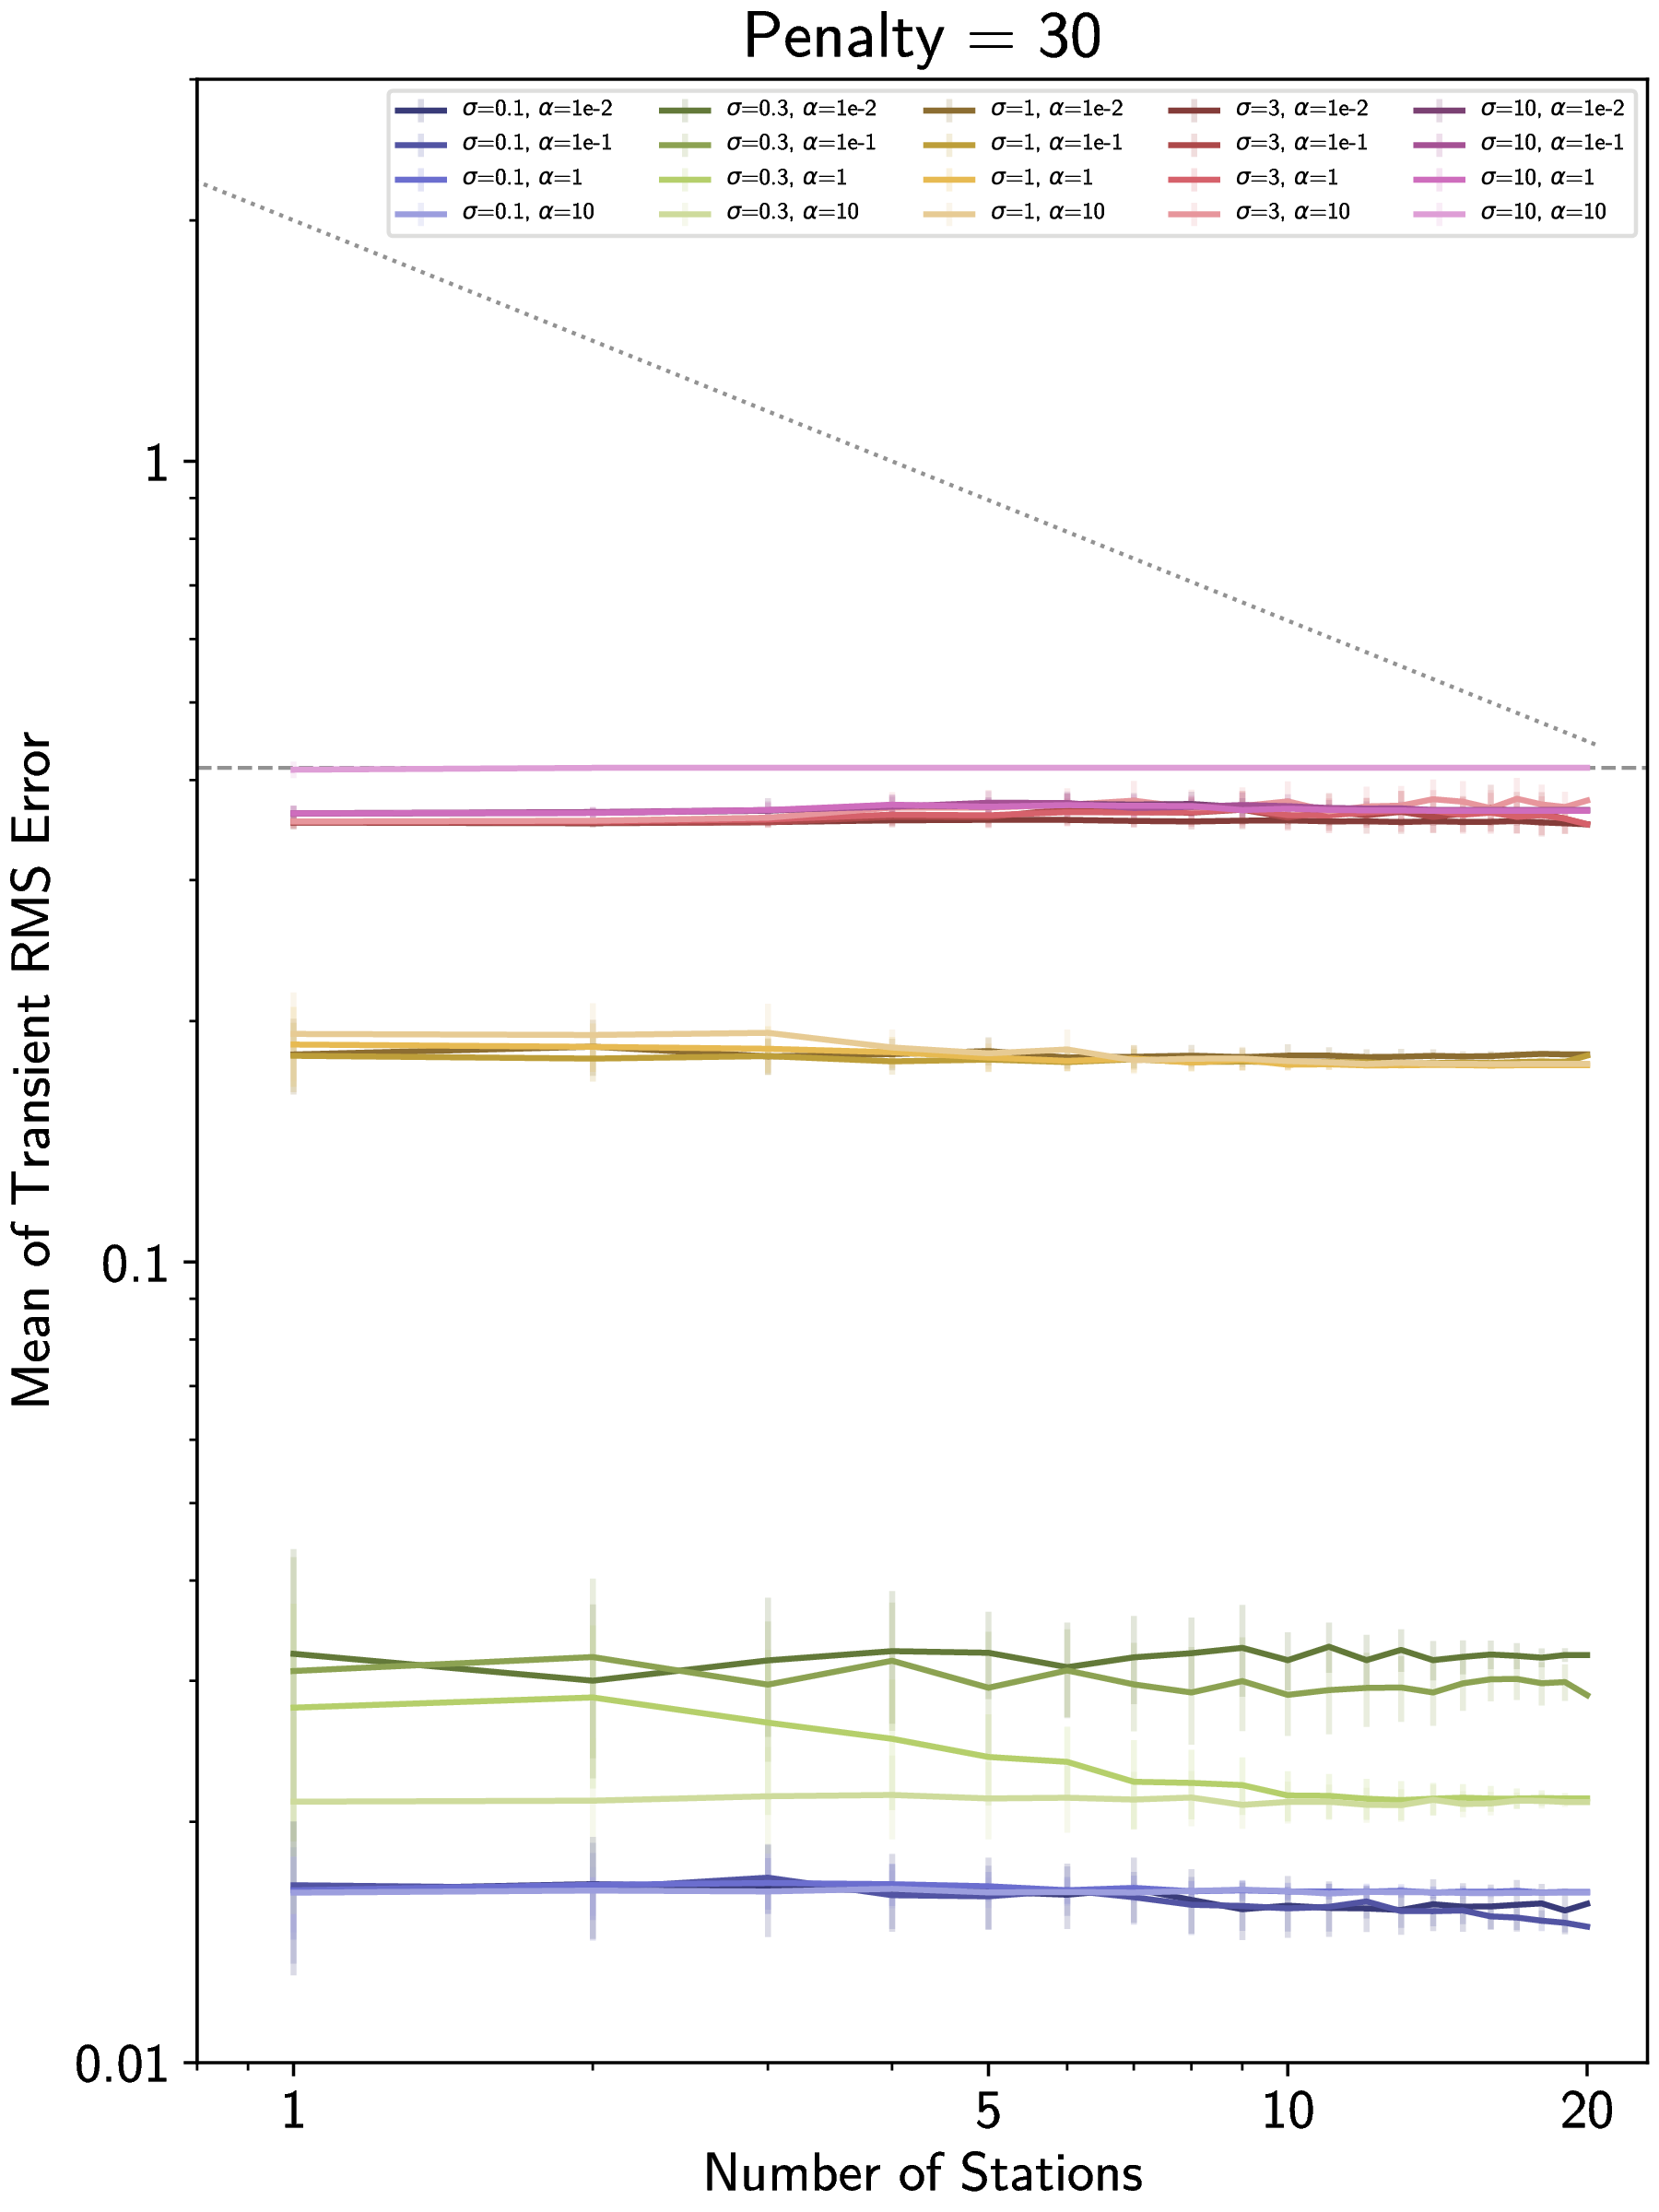 Penalty = 30
σ=0.1, α=1e-2 σ=0.3, α=1e-2 σ=1, α=1e-2 σ=3, α=1e-2 σ=10, α=1e-2
σ=0.1, α=1e-1 σ=0.3, α=1e-1 σ=1, α=1e-1 σ=3, α=1e-1 σ=10, α=1e-1
σ=0.1, α=1 σ=0.3, α=1 σ=1, α=1 σ=3, α=1 σ=10, α=1
σ=0.1, α=10 σ=0.3, α=10 σ=1, α=10 σ=3, α=10 σ=10, α=10
Mean of Transient RMS Error
1
0.1
0.01
1 5 10 20
Number of Stations